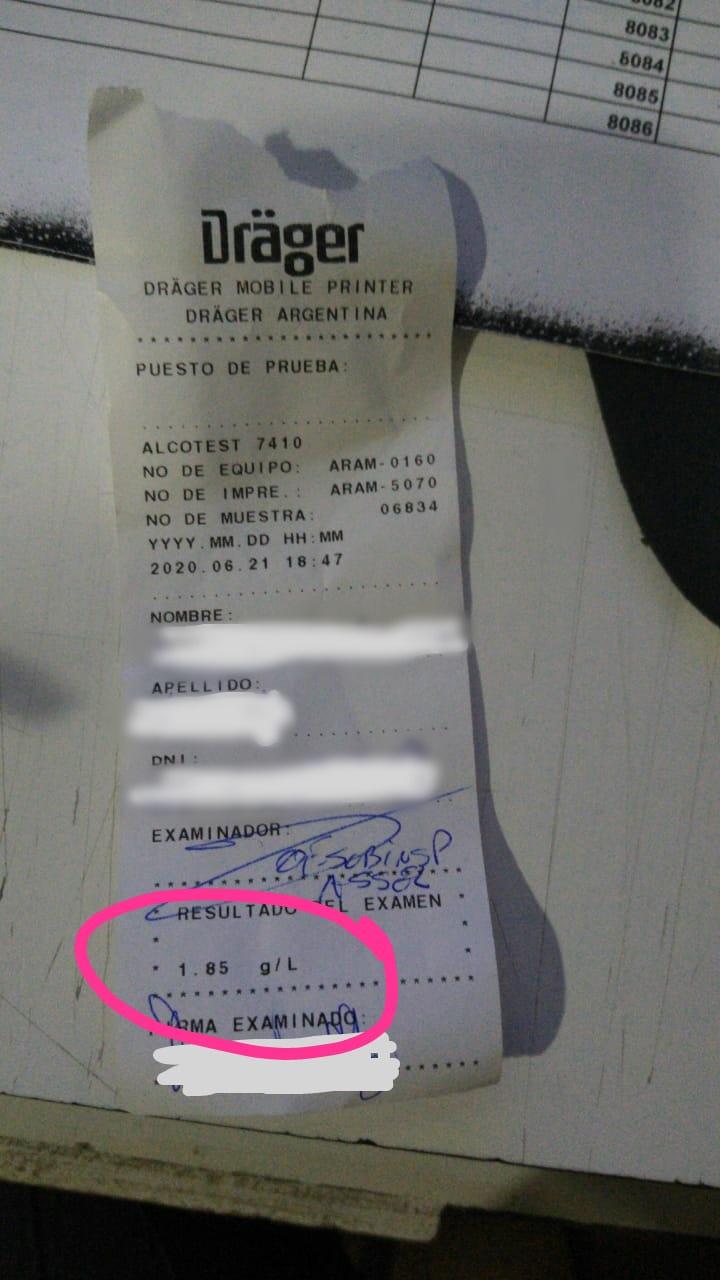 8082
8083
8084
8085
8086
Dräger
DRÄGER MOBILE PRINTER
DRÄGER ARGENTINA
PUESTO DE PRUEBA:
ALCOTEST 7410
NO DE EQUIPO: ARAM-0160
NO DE IMPRE.: ARAM-5070
NO DE MUESTRA: 06834
YYYY.MM.DD HH:MM
2020.06.21 18:47
NOMBRE:
APELLIDO:
DNI:
EXAMINADOR:
SUBINSP
* RESULTADO DEL EXAMEN *
* 1.85 g/L *
FIRMA EXAMINADO: